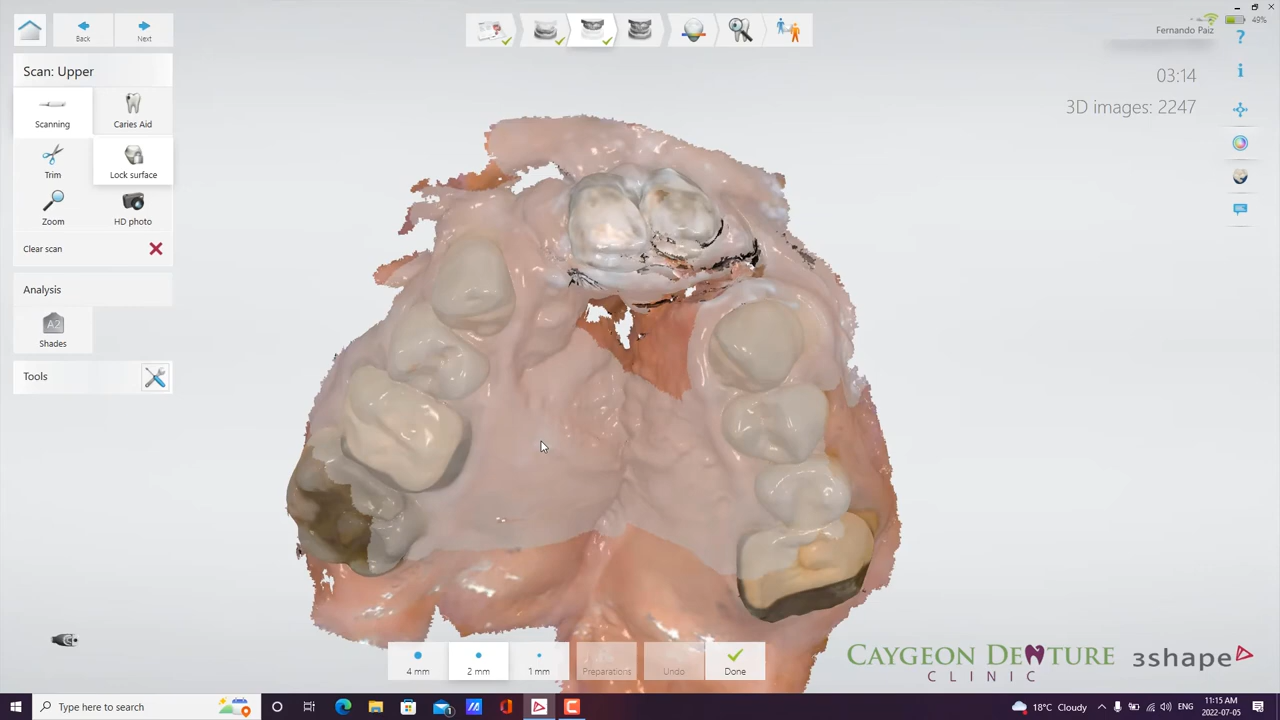 49%
Back
Next
Fernando Paiz
Scan: Upper
03:14
3D images: 2247
Scanning
Caries Aid
Trim
Lock surface
Zoom
HD photo
Clear scan
Analysis
A2
Shades
Tools
4 mm
2 mm
1 mm
Preparations
Undo
Done
CAYGEON DENTURE
CLINIC
3shape
Type here to search
18°C Cloudy
ENG
11:15 AM
2022-07-05